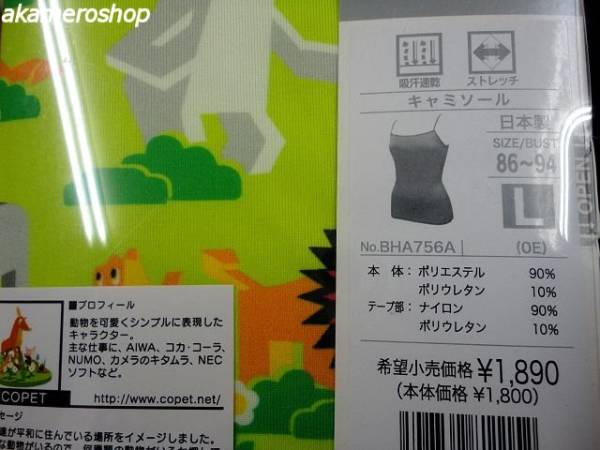 akameroshop
吸汗速乾
ストレッチ
キャミソール
日本製
SIZE/BUST
86~94
L
No.BHA756A
(OE)
本 体: ポリエステル 90%
ポリウレタン 10%
テープ部: ナイロン 90%
ポリウレタン 10%
希望小売価格 ¥1,890
(本体価格 ¥1,800)
■プロフィール
動物を可愛くシンプルに表現した
キャラクター。
主な仕事に、AIWA、コカ・コーラ、
NUMO、カメラのキタムラ、NEC
ソフトなど。
COPET
http://www.copet.net/
セージ
達が平和に住んでいる場所をイメージしました。